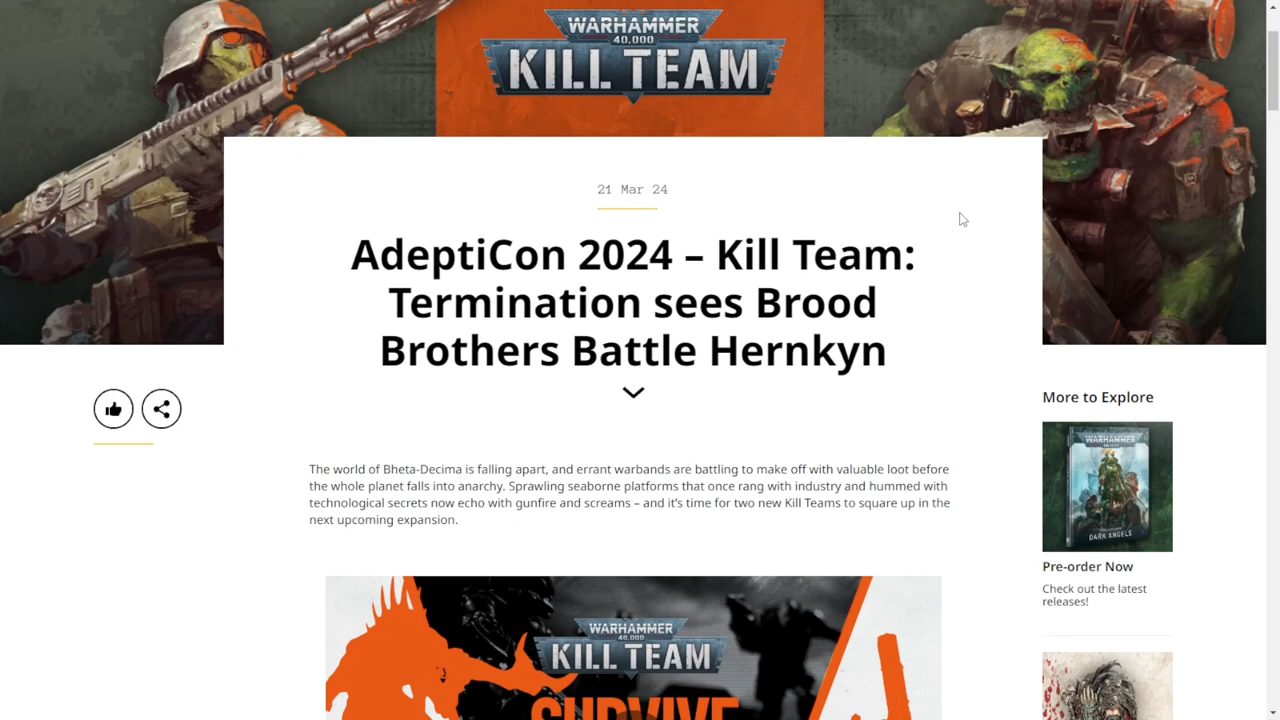 WARHAMMER
40,000
KILL TEAM
21 Mar 24
AdeptiCon 2024 – Kill Team:
Termination sees Brood
Brothers Battle Hernkyn
The world of Bheta-Decima is falling apart, and errant warbands are battling to make off with valuable loot before
the whole planet falls into anarchy. Sprawling seaborne platforms that once rang with industry and hummed with
technological secrets now echo with gunfire and screams – and it's time for two new Kill Teams to square up in the
next upcoming expansion.
WARHAMMER
40,000
KILL TEAM
SURVIVE
More to Explore
WARHAMMER
DARK ANGELS
Pre-order Now
Check out the latest
releases!